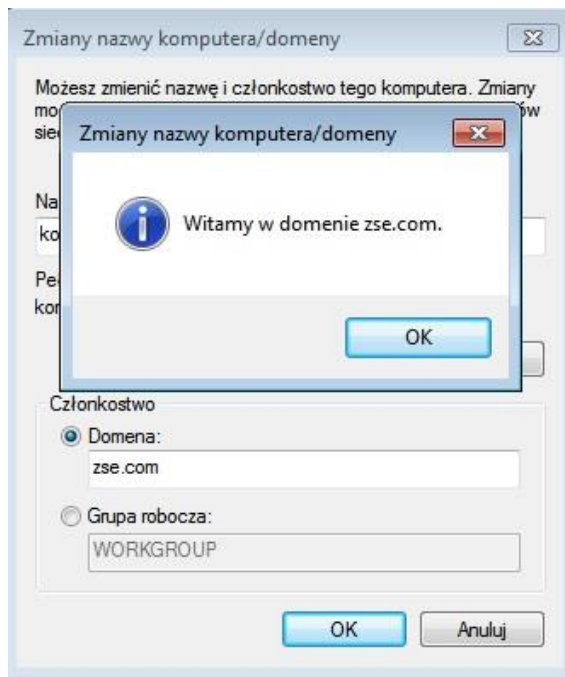 Zmiany nazwy komputera/domeny
Możesz zmienić nazwę i członkostwo tego komputera. Zmiany
Zmiany nazwy komputera/domeny
Witamy w domenie zse.com.
OK
Członkostwo
Domena:
zse.com
Grupa robocza:
WORKGROUP
OK
Anuluj